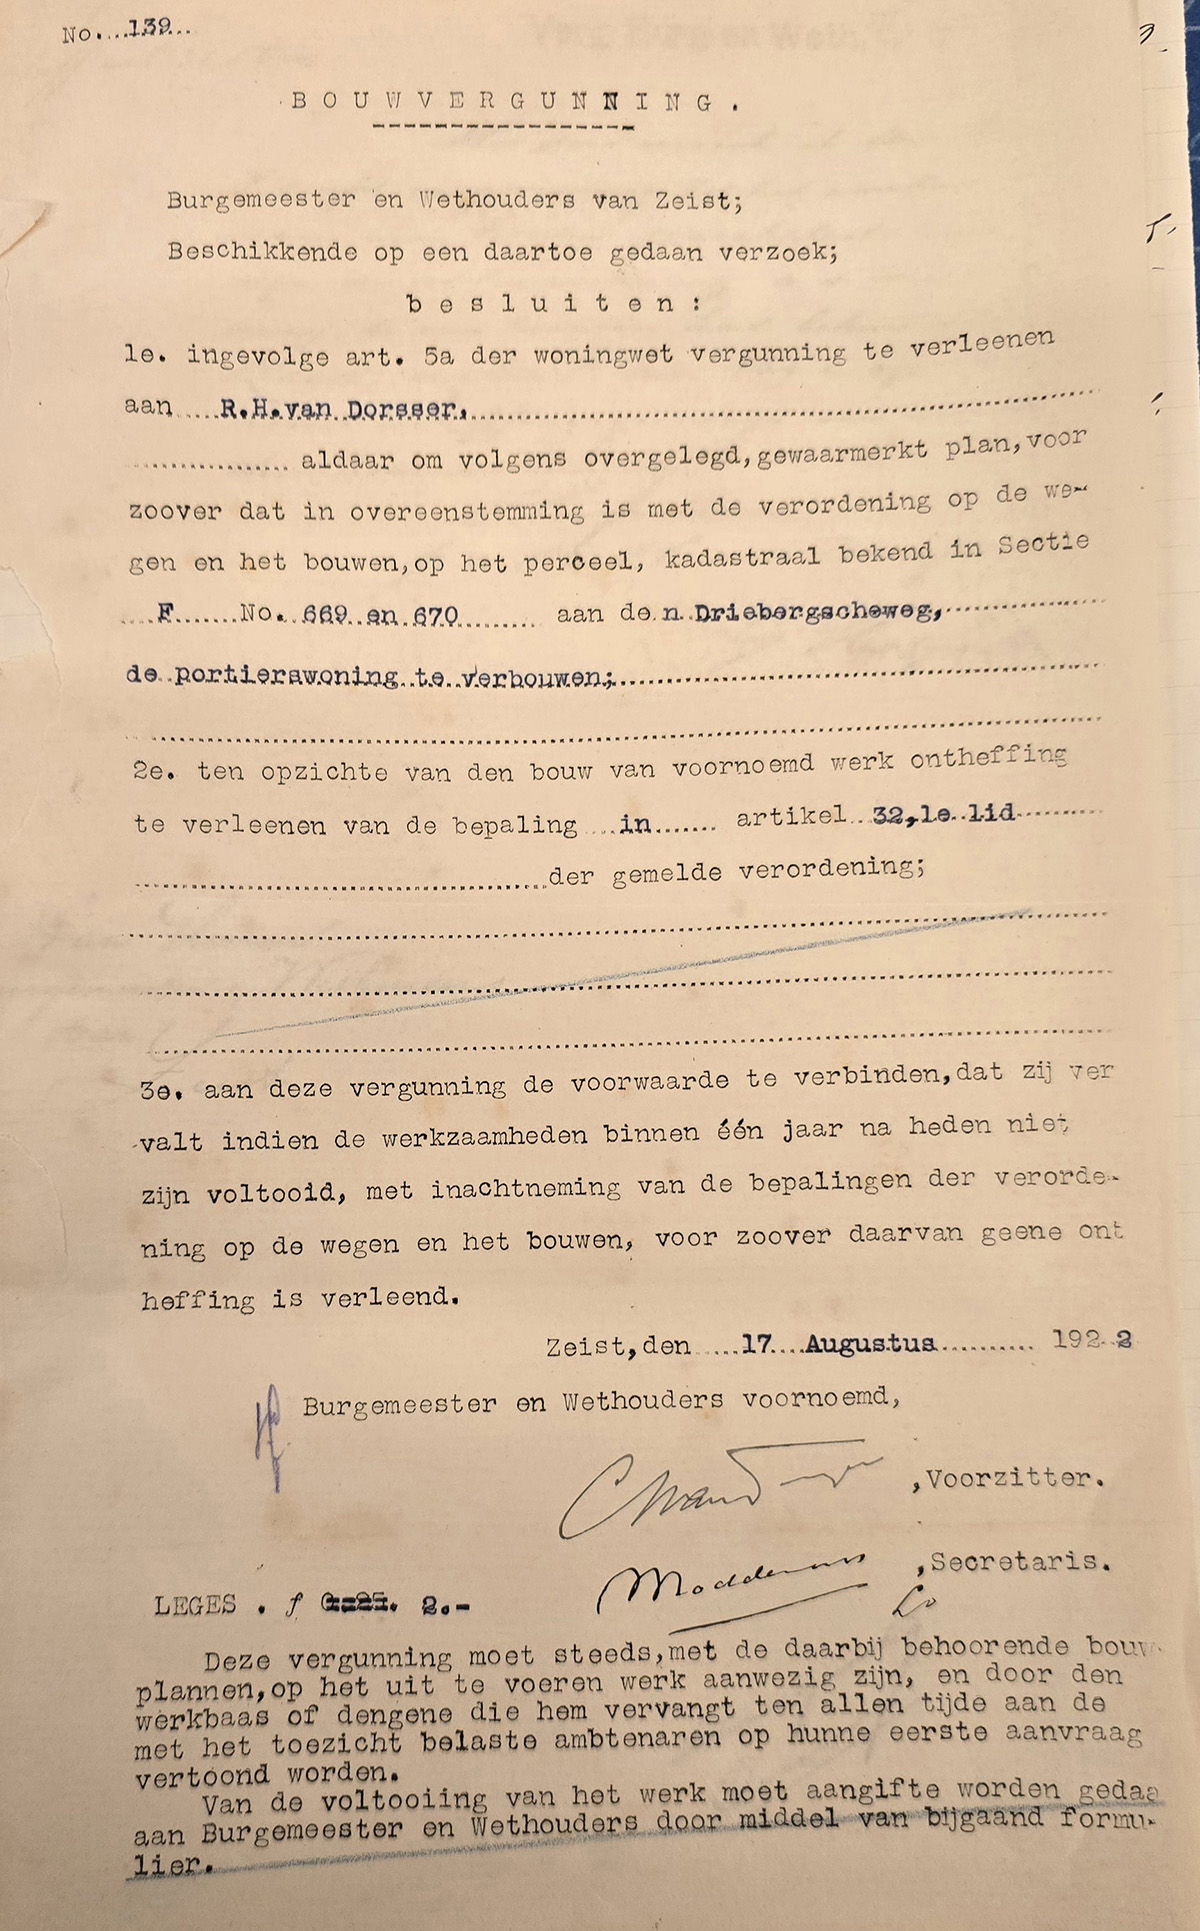 No. 139
BOUWVERGUNNING.
Burgemeester en Wethouders van Zeist;
Beschikkende op een daartoe gedaan verzoek;
besluiten:
1e. ingevolge art. 5a der woningwet vergunning te verleenen
aan R.H.van Dorsser,
aldaar om volgens overgelegd, gewaarmerkt plan, voor
zoover dat in overeenstemming is met de verordening op de we-
gen en het bouwen, op het perceel, kadastraal bekend in Sectie
F No. 669 en 670 aan de n Driebergscheweg,
de portierswoning te verbouwen;
2e. ten opzichte van den bouw van voornoemd werk ontheffing
te verleenen van de bepaling in artikel 32,1e lid
der gemelde verordening;
3e. aan deze vergunning de voorwaarde te verbinden, dat zij ver
-valt indien de werkzaamheden binnen één jaar na heden niet
zijn voltooid, met inachtneming van de bepalingen der verorde-
ning op de wegen en het bouwen, voor zoover daarvan geene ont
heffing is verleend.
Zeist, den 17 Augustus 1922
Burgemeester en Wethouders voornoemd,
,Voorzitter.
,Secretaris.
LEGES . f 0.25. 2.-
Deze vergunning moet steeds, met de daarbij behoorende bouw
plannen, op het uit te voeren werk aanwezig zijn, en door den
werkbaas of dengene die hem vervangt ten allen tijde aan de
met het toezicht belaste ambtenaren op hunne eerste aanvraag
vertoond worden.
Van de voltooiing van het werk moet aangifte worden gedaa
aan Burgemeester en Wethouders door middel van bijgaand formu-
lier.